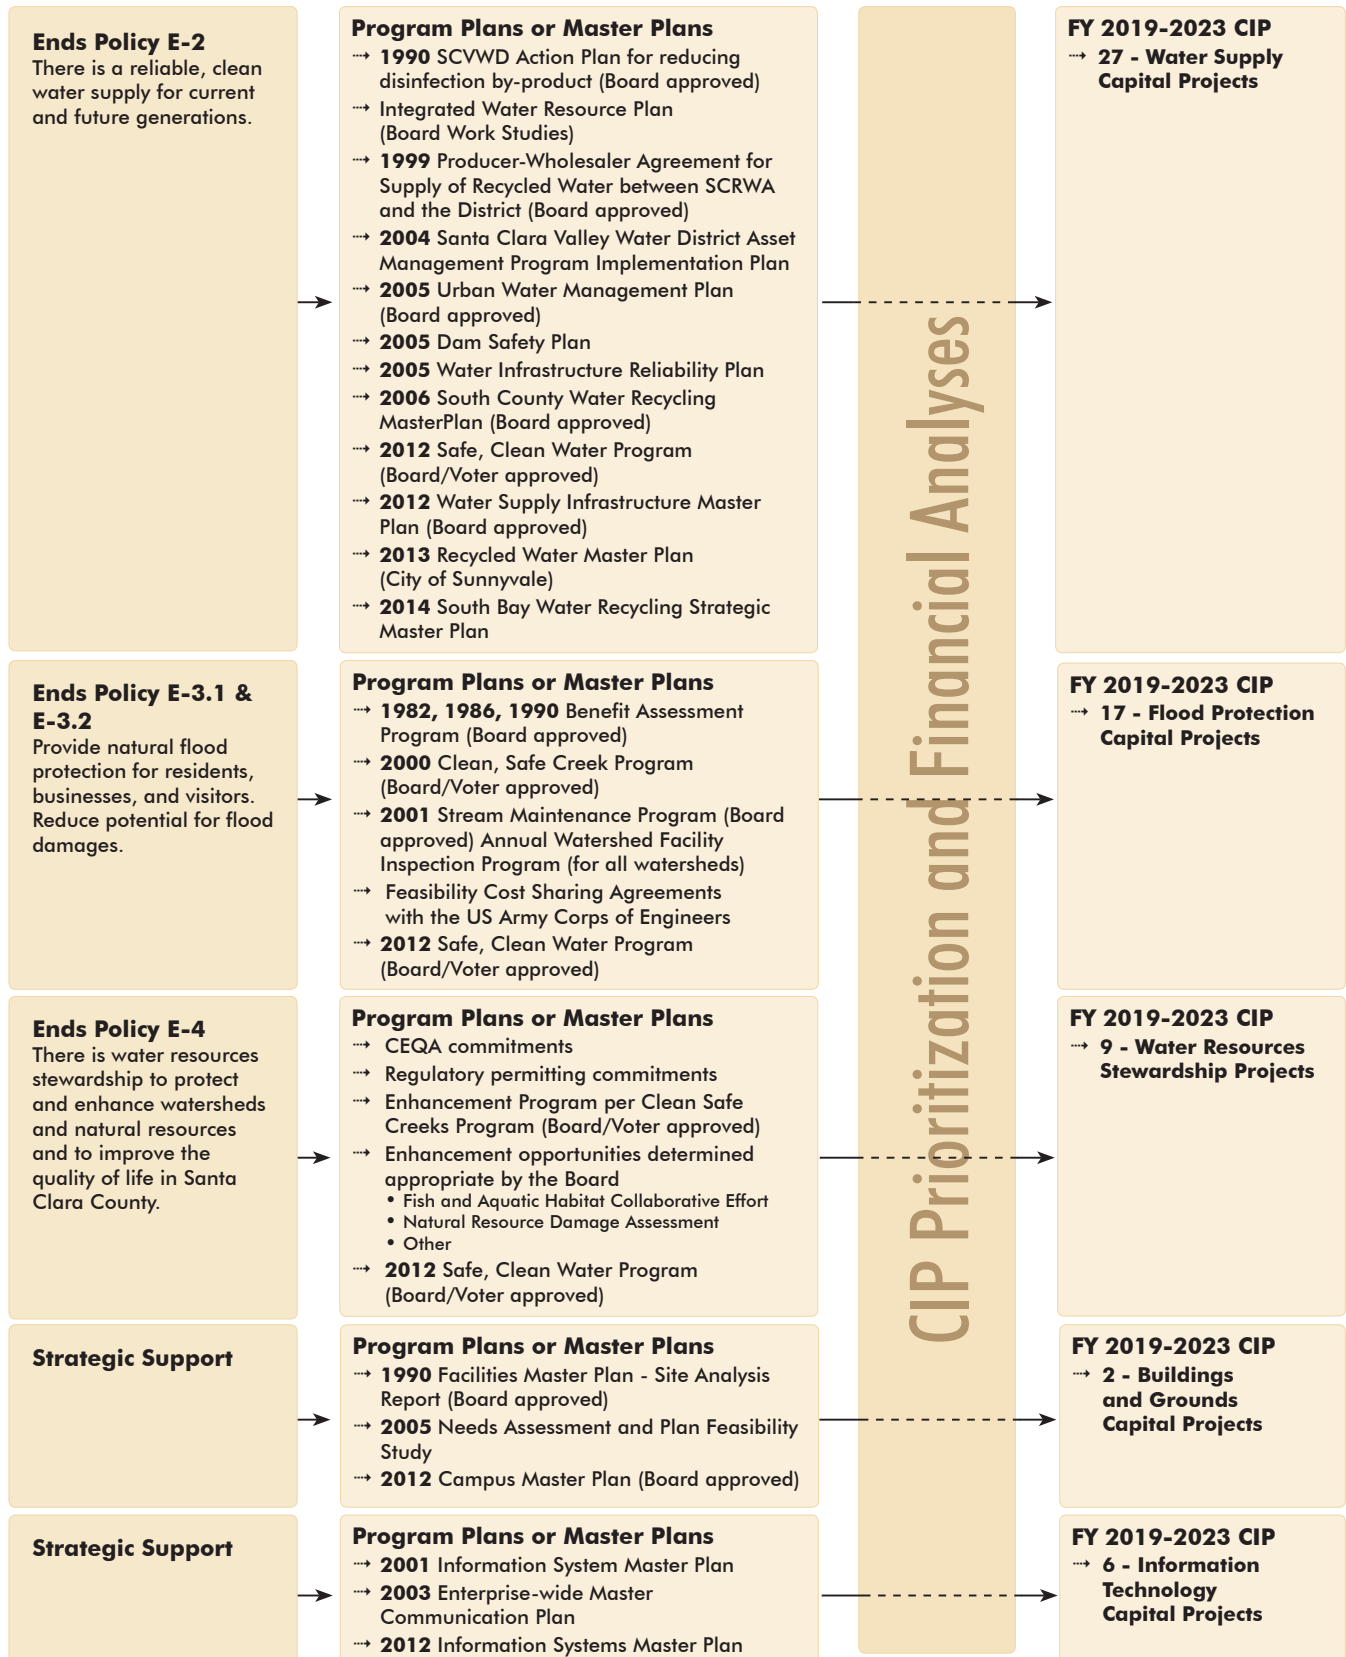 Ends Policy E-2
There is a reliable, clean
water supply for current
and future generations.
Program Plans or Master Plans
1990 SCVWD Action Plan for reducing
disinfection by-product (Board approved)
Integrated Water Resource Plan
(Board Work Studies)
1999 Producer-Wholesaler Agreement for
Supply of Recycled Water between SCRWA
and the District (Board approved)
2004 Santa Clara Valley Water District Asset
Management Program Implementation Plan
2005 Urban Water Management Plan
(Board approved)
2005 Dam Safety Plan
2005 Water Infrastructure Reliability Plan
2006 South County Water Recycling
MasterPlan (Board approved)
2012 Safe, Clean Water Program
(Board/Voter approved)
2012 Water Supply Infrastructure Master
Plan (Board approved)
2013 Recycled Water Master Plan
(City of Sunnyvale)
2014 South Bay Water Recycling Strategic
Master Plan
CIP Prioritization and Financial Analyses
FY 2019-2023 CIP
27 - Water Supply
Capital Projects
Ends Policy E-3.1 &
E-3.2
Provide natural flood
protection for residents,
businesses, and visitors.
Reduce potential for flood
damages.
Program Plans or Master Plans
1982, 1986, 1990 Benefit Assessment
Program (Board approved)
2000 Clean, Safe Creek Program
(Board/Voter approved)
2001 Stream Maintenance Program (Board
approved) Annual Watershed Facility
Inspection Program (for all watersheds)
Feasibility Cost Sharing Agreements
with the US Army Corps of Engineers
2012 Safe, Clean Water Program
(Board/Voter approved)
FY 2019-2023 CIP
17 - Flood Protection
Capital Projects
Ends Policy E-4
There is water resources
stewardship to protect
and enhance watersheds
and natural resources
and to improve the
quality of life in Santa
Clara County.
Program Plans or Master Plans
CEQA commitments
Regulatory permitting commitments
Enhancement Program per Clean Safe
Creeks Program (Board/Voter approved)
Enhancement opportunities determined
appropriate by the Board
• Fish and Aquatic Habitat Collaborative Effort
• Natural Resource Damage Assessment
• Other
2012 Safe, Clean Water Program
(Board/Voter approved)
FY 2019-2023 CIP
9 - Water Resources
Stewardship Projects
Strategic Support
Program Plans or Master Plans
1990 Facilities Master Plan - Site Analysis
Report (Board approved)
2005 Needs Assessment and Plan Feasibility
Study
2012 Campus Master Plan (Board approved)
FY 2019-2023 CIP
2 - Buildings
and Grounds
Capital Projects
Strategic Support
Program Plans or Master Plans
2001 Information System Master Plan
2003 Enterprise-wide Master
Communication Plan
2012 Information Systems Master Plan
FY 2019-2023 CIP
6 - Information
Technology
Capital Projects